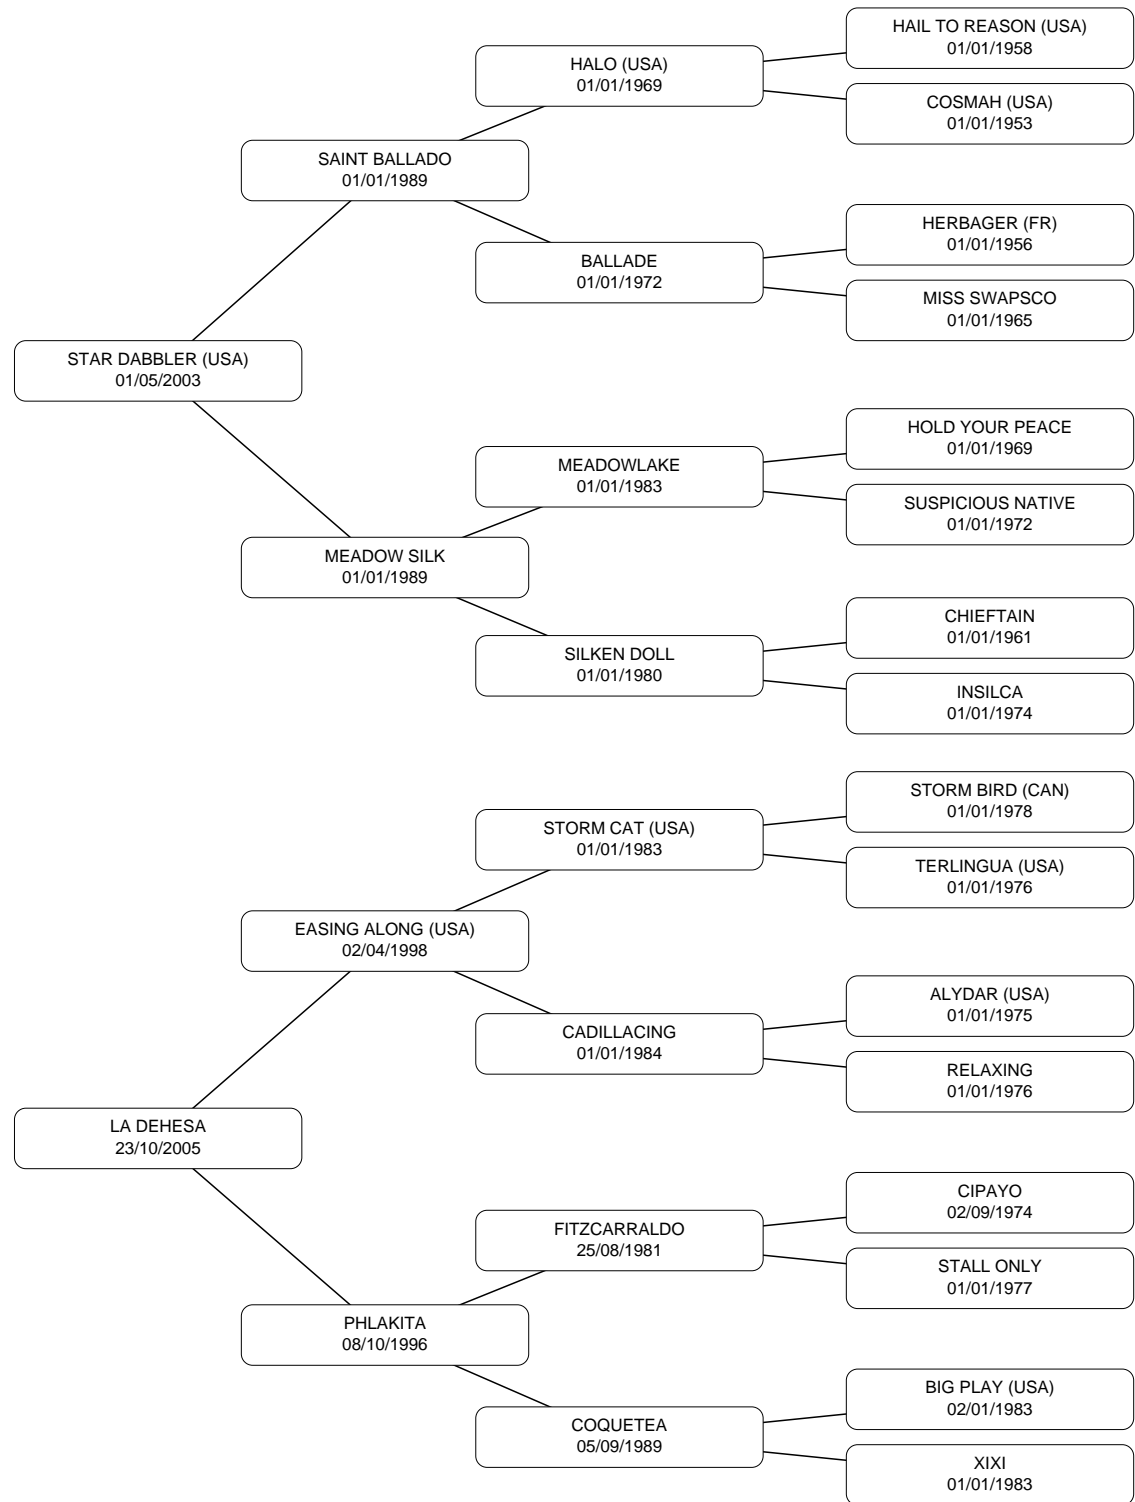 HAIL TO REASON (USA)
01/01/1958
HALO (USA)
01/01/1969
COSMAH (USA)
01/01/1953
SAINT BALLADO
01/01/1989
HERBAGER (FR)
01/01/1956
BALLADE
01/01/1972
MISS SWAPSCO
01/01/1965
STAR DABBLER (USA)
01/05/2003
HOLD YOUR PEACE
01/01/1969
MEADOWLAKE
01/01/1983
SUSPICIOUS NATIVE
01/01/1972
MEADOW SILK
01/01/1989
CHIEFTAIN
01/01/1961
SILKEN DOLL
01/01/1980
INSILCA
01/01/1974
STORM BIRD (CAN)
01/01/1978
STORM CAT (USA)
01/01/1983
TERLINGUA (USA)
01/01/1976
EASING ALONG (USA)
02/04/1998
ALYDAR (USA)
01/01/1975
CADILLACING
01/01/1984
RELAXING
01/01/1976
LA DEHESA
23/10/2005
CIPAYO
02/09/1974
FITZCARRALDO
25/08/1981
STALL ONLY
01/01/1977
PHLAKITA
08/10/1996
BIG PLAY (USA)
02/01/1983
COQUETEA
05/09/1989
XIXI
01/01/1983